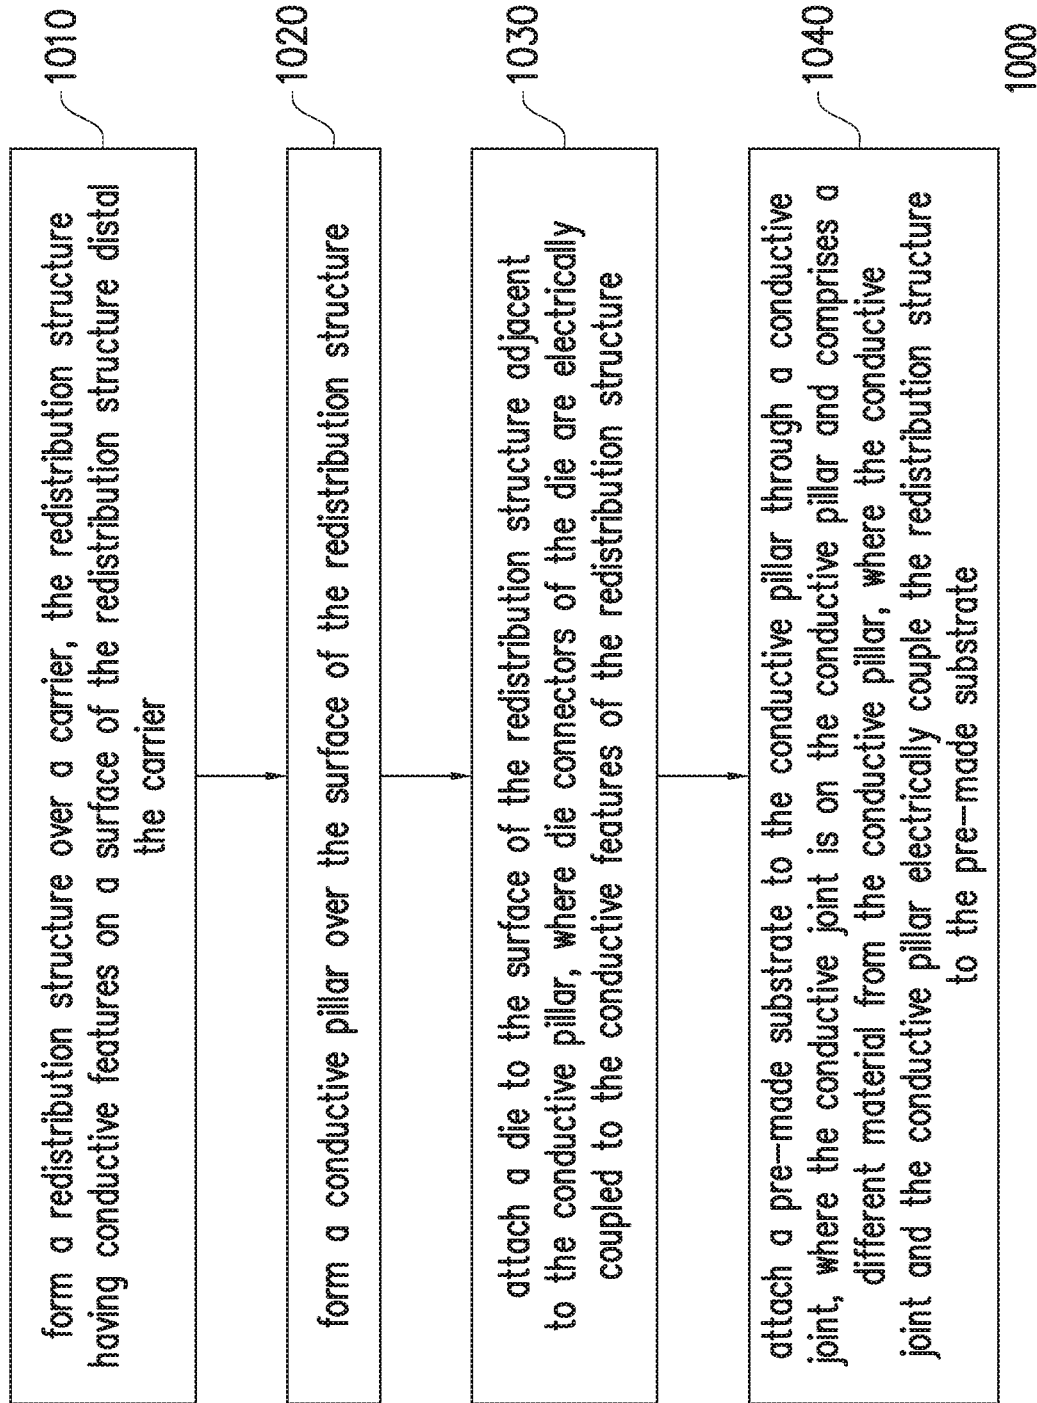 form a redistribution structure over a carrier, the redistribution structure
having conductive features on a surface of the redistribution structure distal
the carrier
1010
form a conductive pillar over the surface of the redistribution structure
1020
attach a die to the surface of the redistribution structure adjacent
to the conductive pillar, where die connectors of the die are electrically
coupled to the conductive features of the redistribution structure
1030
attach a pre-made substrate to the conductive pillar through a conductive
joint, where the conductive joint is on the conductive pillar and comprises a
different material from the conductive pillar, where the conductive
joint and the conductive pillar electrically couple the redistribution structure
to the pre-made substrate
1040
1000